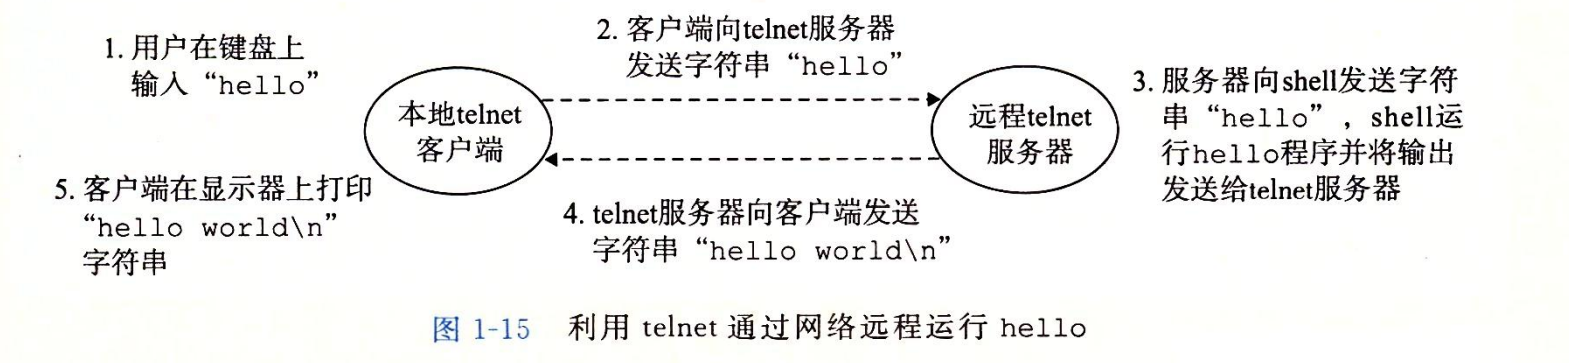 1. 用户在键盘上
输入“hello”
2. 客户端向telnet服务器
发送字符串“hello”
本地telnet
客户端
远程telnet
服务器
3. 服务器向shell发送字符
串“hello”，shell运
行hello程序并将输出
发送给telnet服务器
4. telnet服务器向客户端发送
字符串“hello world\n”
5. 客户端在显示器上打印
“hello world\n”
字符串
图 1-15 利用 telnet 通过网络远程运行 hello